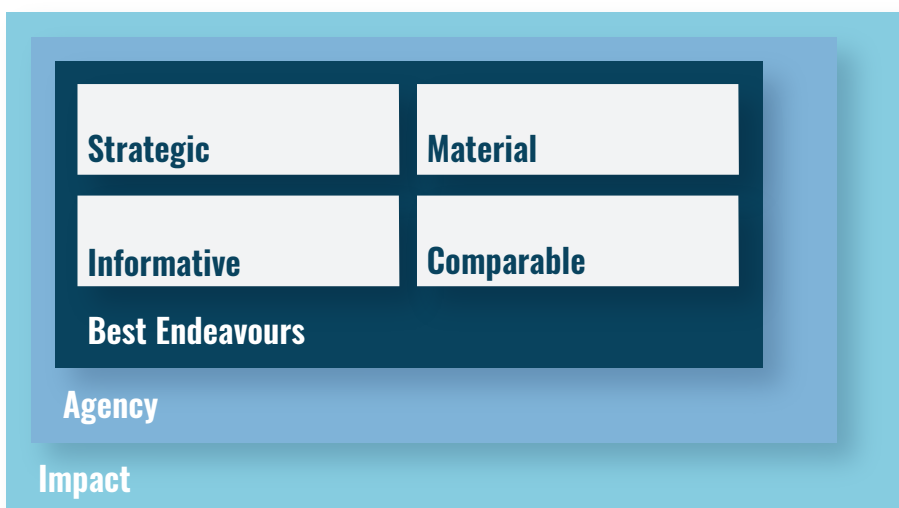 Strategic
Material
Informative
Comparable
Best Endeavours
Agency
Impact